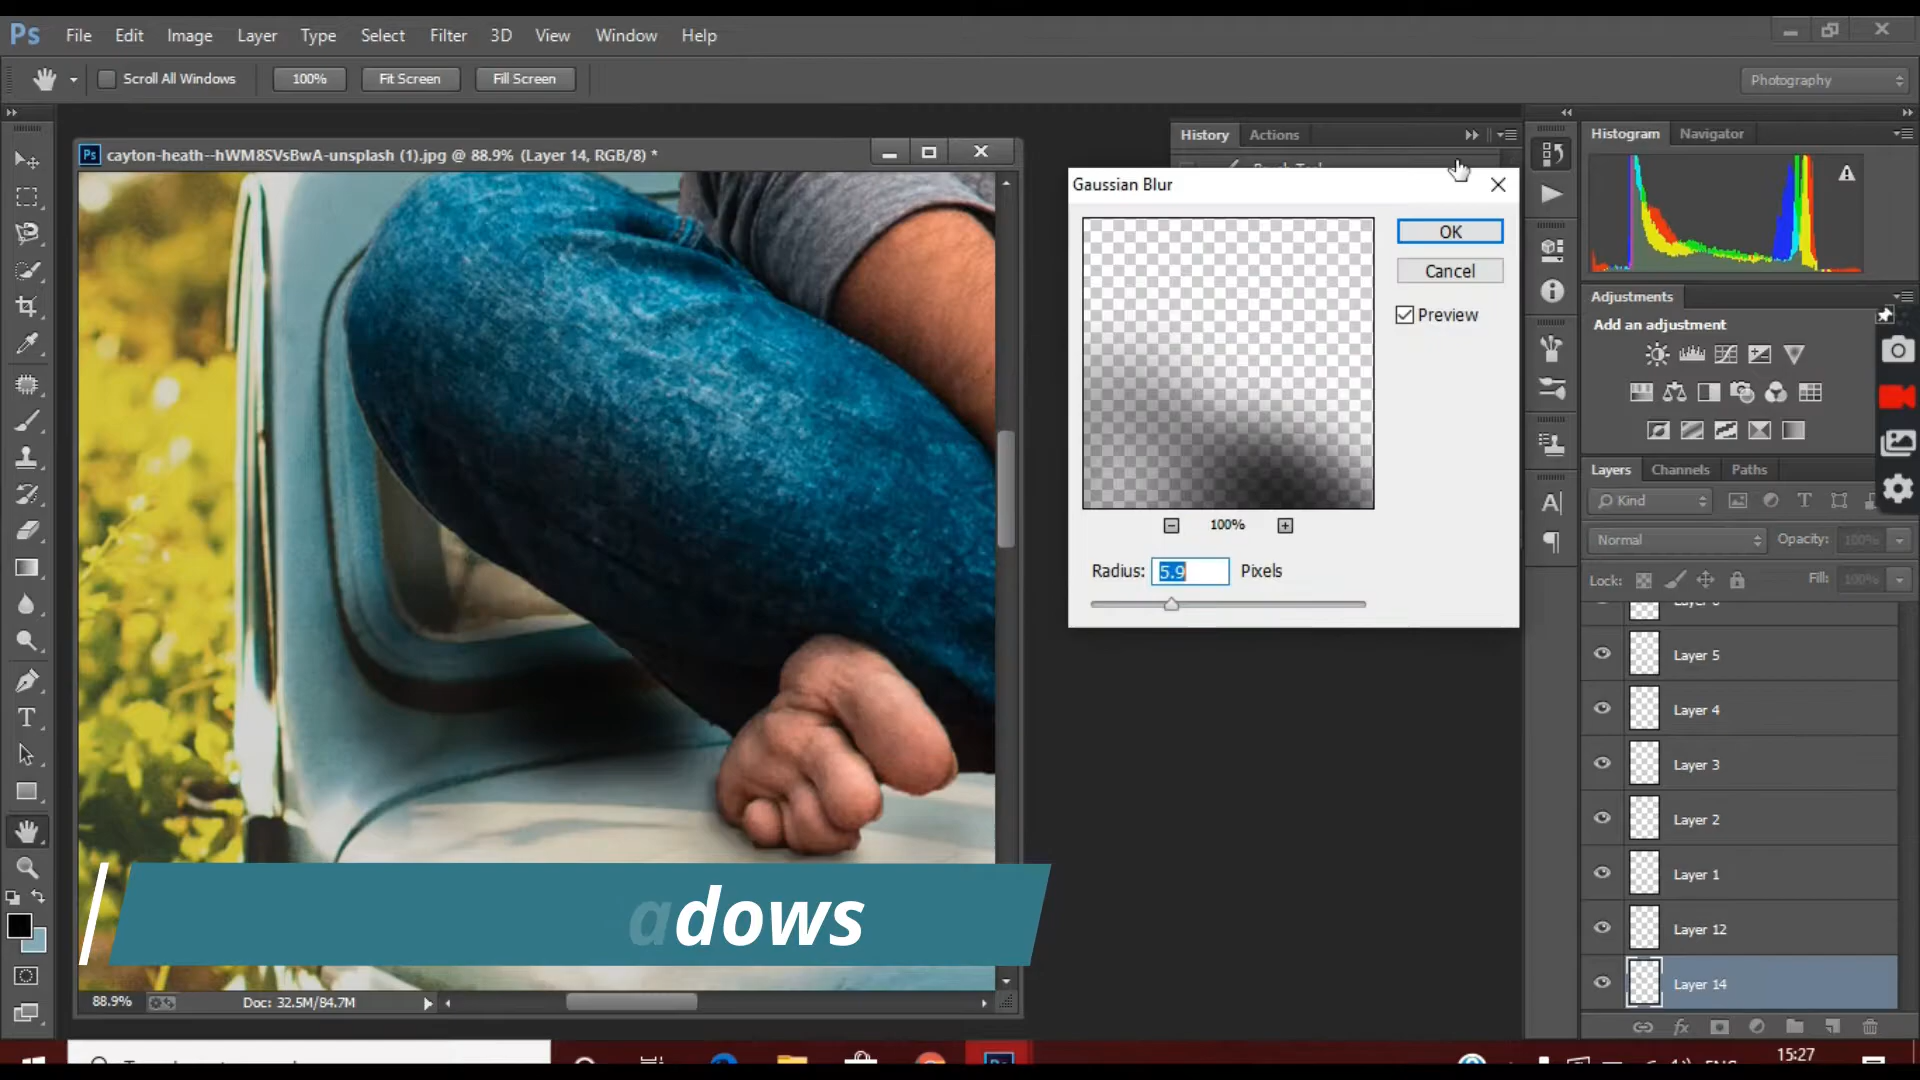 Ps File Edit Image Layer Type Select Filter 3D View Window Help
Scroll All Windows 100% Fit Screen Fill Screen Photography
History Actions
Histogram Navigator
Ps cayton-heath--hWM8SVsBwA-unsplash (1).jpg @ 88.9% (Layer 14, RGB/8) *
Gaussian Blur
OK
Cancel
Preview
100%
Radius: 5.9 Pixels
Adjustments
Add an adjustment
Layers Channels Paths
Kind
Normal Opacity: 100%
Lock: Fill: 100%
Layer 5
Layer 4
Layer 3
Layer 2
Layer 1
Layer 12
Layer 14
adows
88.9% Doc: 32.5M/84.7M
15:27